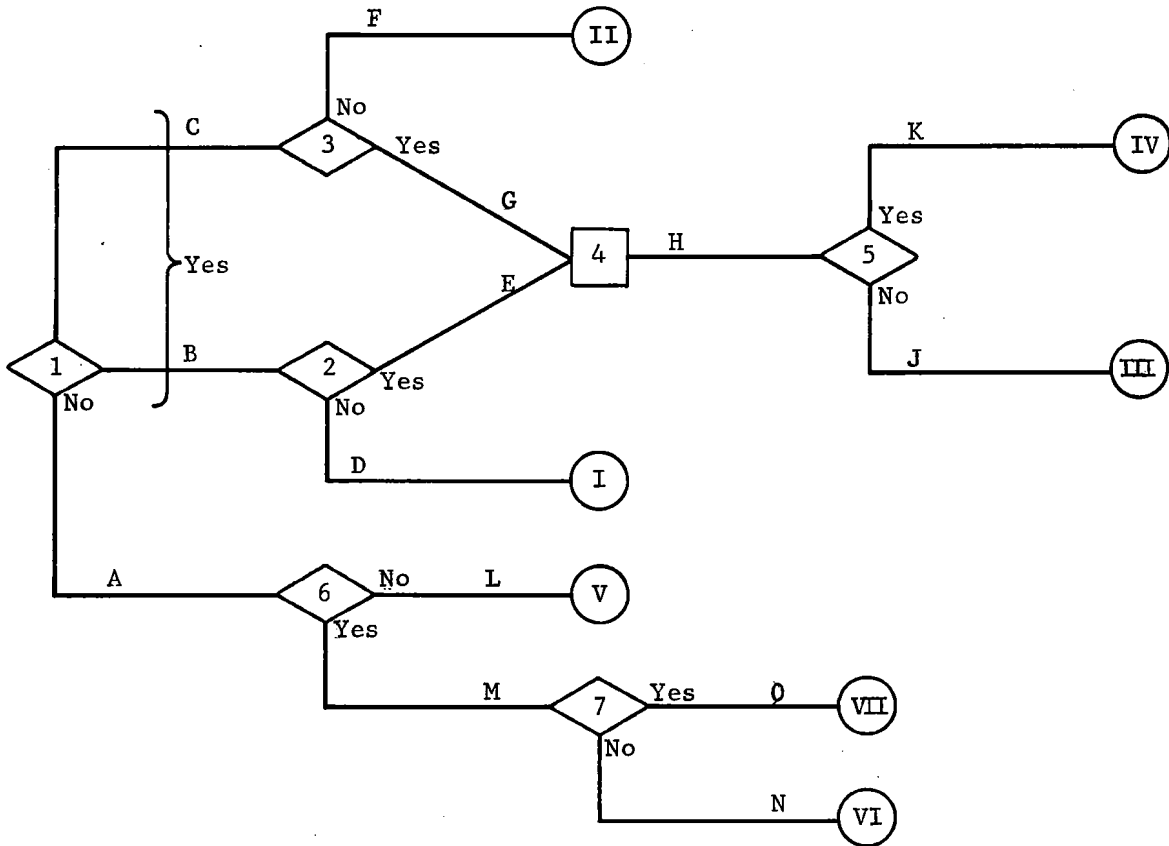 F
II
No
C
3
Yes
K
IV
G
Yes
4
H
5
Yes
E
No
1
B
2
Yes
J
III
No
No
D
I
A
6
No
L
V
Yes
M
7
Yes
O
VII
No
N
VI